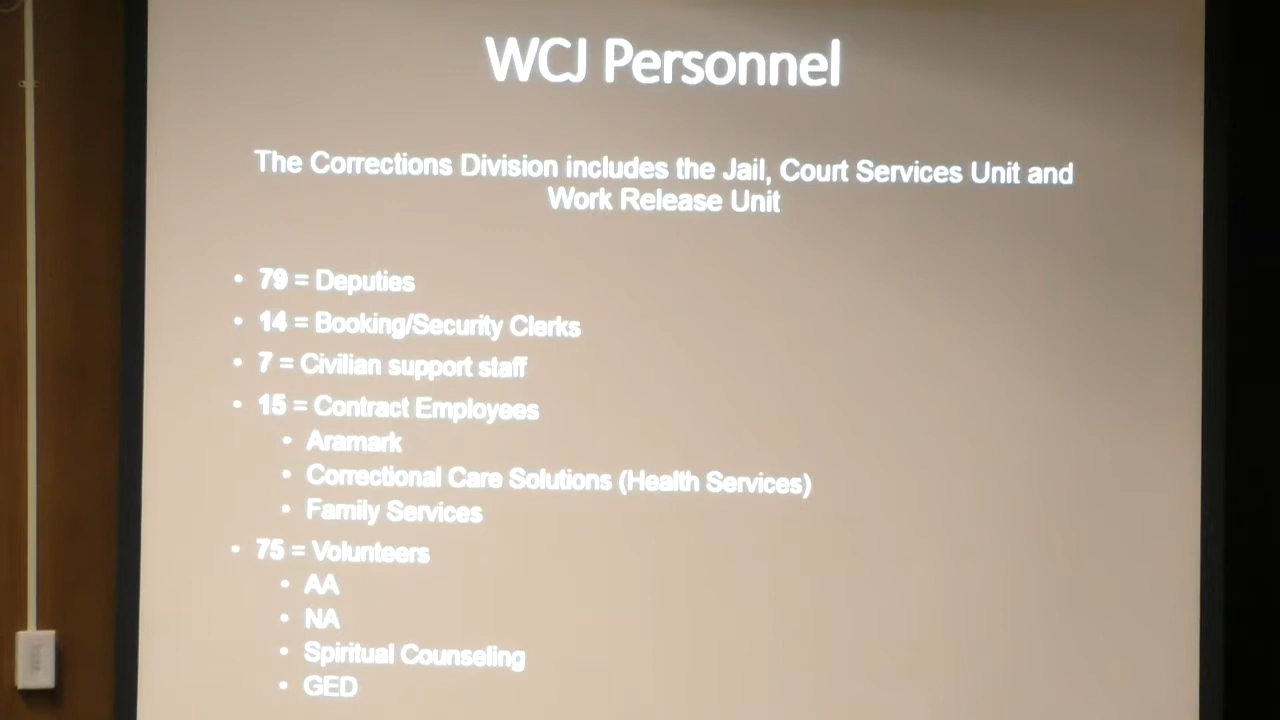 WCJ Personnel
The Corrections Division includes the Jail, Court Services Unit and
Work Release Unit
• 79 = Deputies
• 14 = Booking/Security Clerks
• 7 = Civilian support staff
• 15 = Contract Employees
• Aramark
• Correctional Care Solutions (Health Services)
• Family Services
• 75 = Volunteers
• AA
• NA
• Spiritual Counseling
• GED